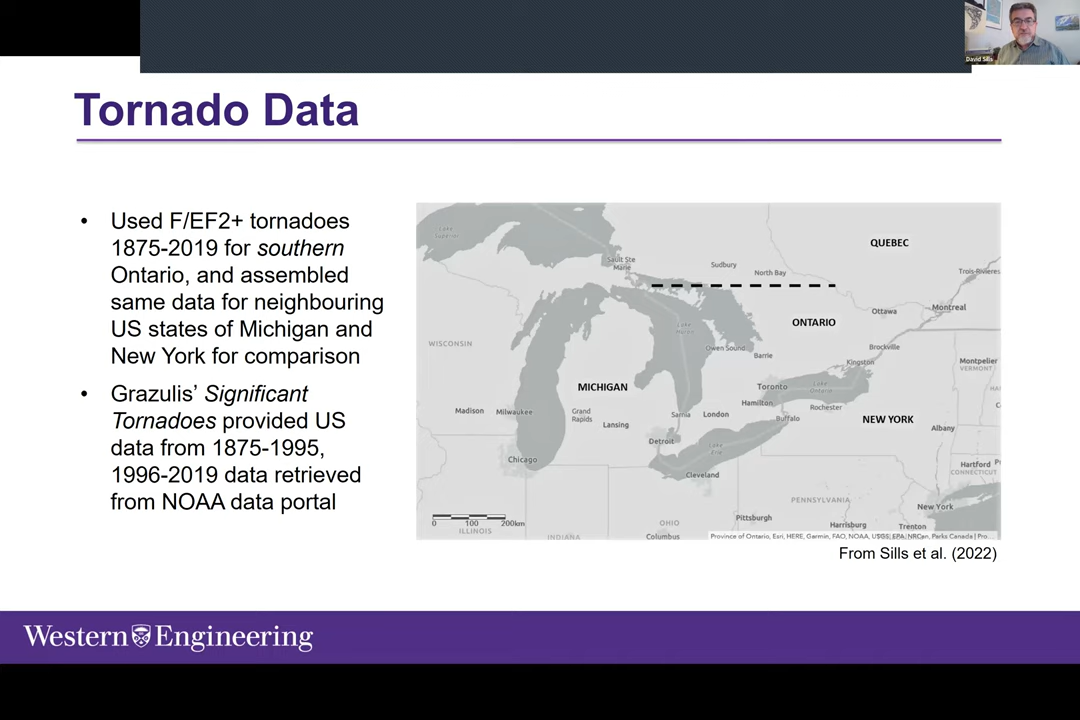 David Sills
Tornado Data
• Used F/EF2+ tornadoes
1875-2019 for southern
Ontario, and assembled
same data for neighbouring
US states of Michigan and
New York for comparison
• Grazulis’ Significant
Tornadoes provided US
data from 1875-1995,
1996-2019 data retrieved
from NOAA data portal
Lake
Superior
Sault Ste
Marie
Sudbury
North Bay
QUEBEC
Trois-Rivières
Montreal
Ottawa
ONTARIO
Lake
Huron
Owen Sound
Barrie
Brockville
Kingston
WISCONSIN
Montpelier
VERMONT
MICHIGAN
Toronto
Lake
Ontario
Hamilton
Rochester
Buffalo
NEW YORK
Albany
Madison
Milwaukee
Grand
Rapids
Lansing
Sarnia
London
Detroit
Lake
Erie
Chicago
Cleveland
Hartford
CONNECTICUT
PENNSYLVANIA
New York
Pittsburgh
Harrisburg
Trenton
0 100 200km
ILLINOIS
INDIANA
OHIO
Columbus
Province of Ontario, Esri, HERE, Garmin, FAO, NOAA, USGS, EPA, NRCan, Parks Canada | Pro...
From Sills et al. (2022)
Western Engineering